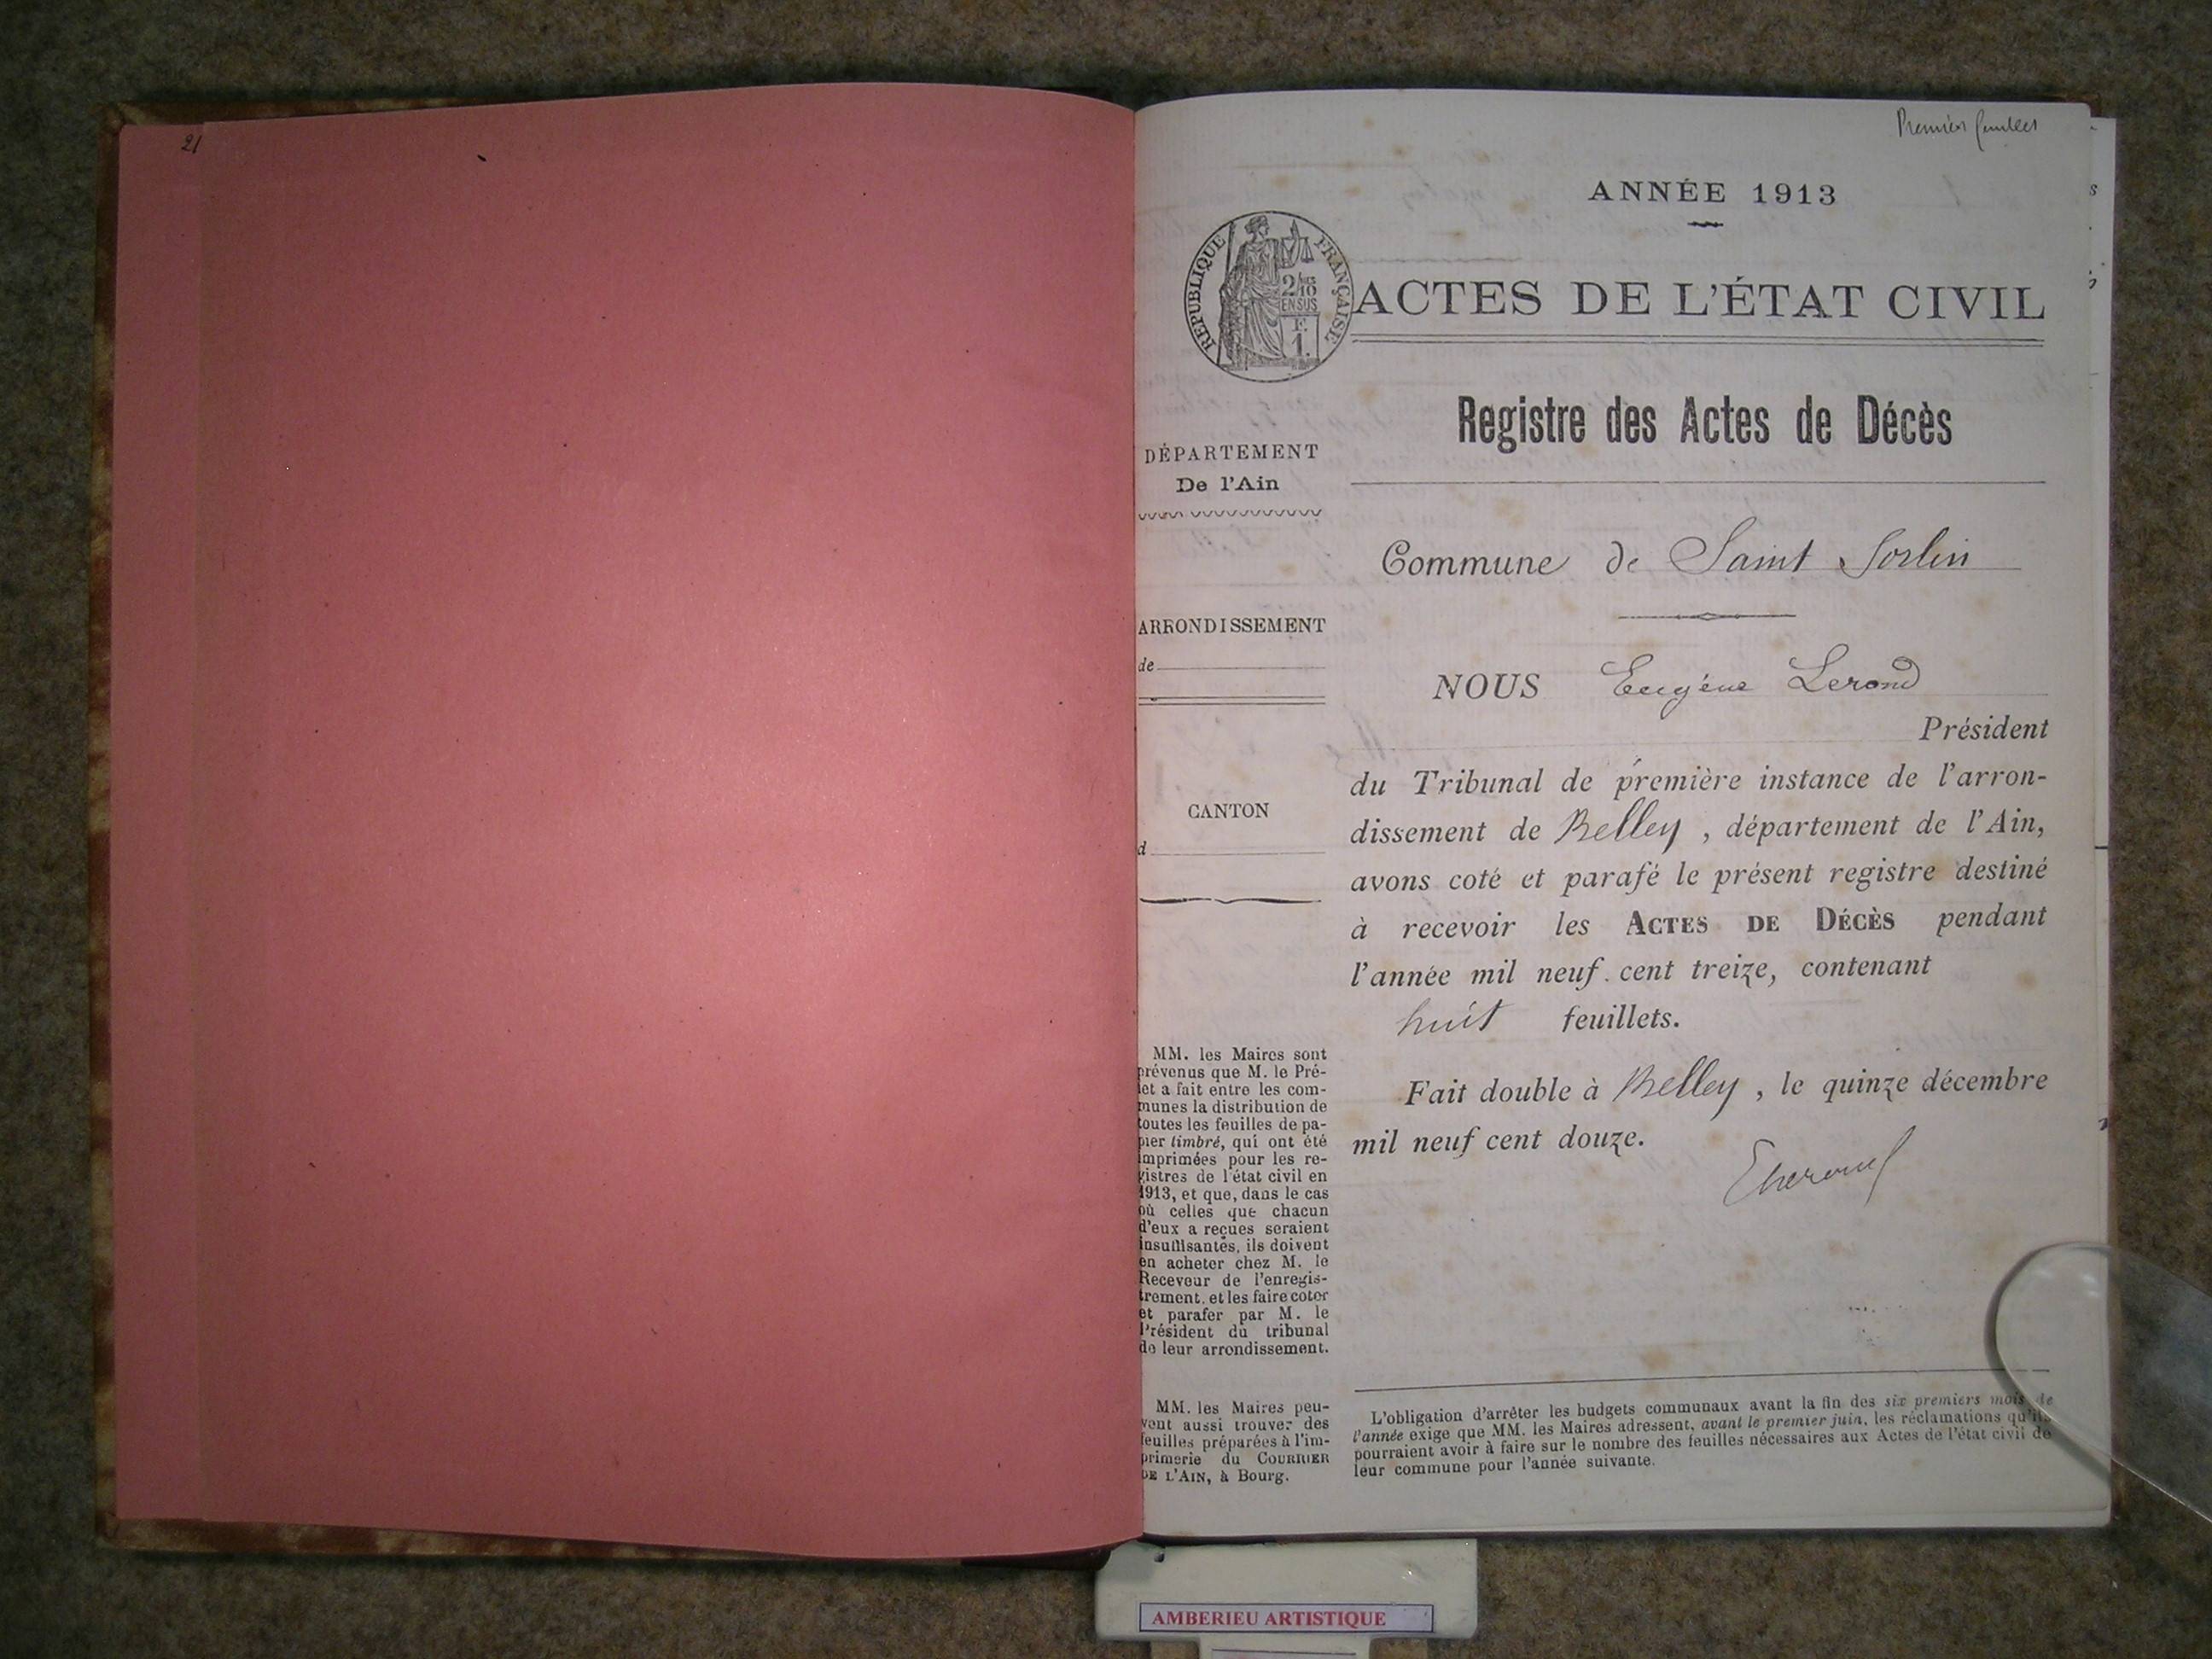 21
Premier feuillet
ANNÉE 1913
RÉPUBLIQUE FRANÇAISE
2/10
EN SUS
F.
1.
ACTES DE L'ÉTAT CIVIL
Registre des Actes de Décès
DÉPARTEMENT
De l'Ain
Commune de Saint Sorlin
ARRONDISSEMENT
de
NOUS Eugène Lerond
Président
du Tribunal de première instance de l'arron-
dissement de Belley, département de l'Ain,
avons coté et parafé le présent registre destiné
à recevoir les ACTES DE DÉCÈS pendant
l'année mil neuf cent treize, contenant
huit feuillets.
Fait double à Belley, le quinze décembre
mil neuf cent douze.
CANTON
d
MM. les Maires sont
prévenus que M. le Pré-
fet a fait entre les com-
munes la distribution de
toutes les feuilles de pa-
pier timbré, qui ont été
imprimées pour les re-
gistres de l'état civil en
1913, et que, dans le cas
où celles que chacun
d'eux a reçues seraient
insuffisantes, ils doivent
en acheter chez M. le
Receveur de l'enregis-
trement, et les faire coter
et parafer par M. le
Président du tribunal
de leur arrondissement.
MM. les Maires peu-
vent aussi trouver des
feuilles préparées à l'im-
primerie du COURRIER
DE L'AIN, à Bourg.
L'obligation d'arrêter les budgets communaux avant la fin des six premiers mois de
l'année exige que MM. les Maires adressent, avant le premier juin, les réclamations qu'ils
pourraient avoir à faire sur le nombre des feuilles nécessaires aux Actes de l'état civil de
leur commune pour l'année suivante.
AMBERIEU ARTISTIQUE